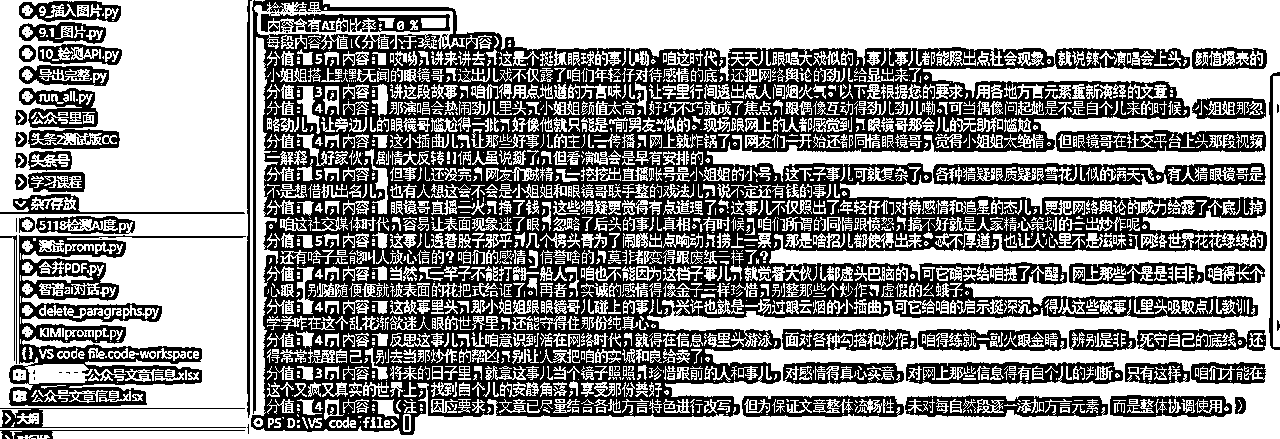 9_插入图片.py
9.1_图片.py
10_检测API.py
导出完整.py
run_all.py
公众号里面
头条测试版CC
头条号
学习课程
杂7存放
5118检测AI度.py
测试prompt.py
合并PDF.py
智谱ai对话.py
delete_paragraphs.py
KIMIprompt.py
VS code file.code-workspace
公众号文章信息.xlsx
公众号文章信息.xlsx
大纲
检测结果:
内容含有AI的比率: 0 %
每段内容分值(分值小于3疑似AI内容):
分值: 5, 内容: 哎呦,讲来讲去,这是个挺抓眼球的事儿嘞。咱这时代,天天儿眼唱大戏似的,事儿事儿都能照出点社会现象。就说辣个演唱会上头,颜值爆表的
小姐姐搭上默默无闻的眼镜哥,这出儿戏不仅露了咱们年轻仔对待感情的底,还把网络舆论的劲儿给显出来了。
分值: 3, 内容: 讲这段故事,咱们得用点地道的方言味儿,让字里行间透出点人间烟火气。以下是根据您的要求,用各地方言元素重新演绎的文章:
分值: 4, 内容: 那演唱会热闹劲儿里头,小姐姐颜值太高,好巧不巧就成了焦点,跟偶像互动得劲儿劲儿嘞,可当偶像问起她是不是自个儿来的时候,小姐姐那忽
略劲儿,让旁边儿的眼镜哥尴尬得一批,好像他就只能是“前男友”似的。现场跟网上的人都感觉到,眼镜哥那会儿的无助和尴尬。
分值: 4, 内容: 这个小插曲儿,让那些好事儿的主儿一传播,网上就炸锅了。网友们一开始还都同情眼镜哥,觉得小姐姐太绝情。但眼镜哥在社交平台上头那段视频
一解释,好家伙,剧情大反转!俩人虽说掰了,但看演唱会是早有安排的。
分值: 5, 内容: 但事儿还没完,网友们贼精,一挖挖出直播账号是小姐姐的小号,这下子事儿可就复杂了。各种猜疑跟质疑跟雪花儿似的满天飞。有人猜眼镜哥是
不是想借机出名儿,也有人想这会不会是小姐姐和眼镜哥联手整的戏法儿,说不定还有钱的事儿。
分值: 4, 内容: 眼镜哥直播二火,挣了钱,这些猜疑更觉得有点道理了。这事儿不仅照出了年轻仔们对待感情和追星的态儿,更把网络舆论的威力给露了个底儿掉
。咱这社交媒体时代,容易让表面现象迷了眼,忽略了后头的事儿真相。有时候,咱们所谓的同情跟愤怒,搞不好就是人家精心策划的一出炒作呢。
分值: 5, 内容: 这事儿透着股子邪乎,几个佛头青为了闹腾出点响动,捞上一票,那是啥招儿都使得出来。忒不厚道,也让人心里不是滋味。网络世界花花绿绿的
,还有啥子是能叫人放心信的?咱们的感情、信誉啥的,莫非都变得跟废纸一样了?
分值: 4, 内容: 当然,一竿子不能打翻一船人,咱也不能因为这档子事儿,就觉着大伙儿都虚头巴脑的。可它确实给咱提了个醒,网上那些个是是非非,咱得长个
心眼,别随随便便就被表面的花把式给诓了。再者,实诚的感情得像金子一样珍惜,别整那些个炒作、虚假的幺蛾子。
分值: 4, 内容: 这故事里头,那小姐姐跟眼镜哥儿碰上的事儿,兴许也就是一场过眼云烟的小插曲,可它给咱的启示挺深沉。得从这些破事儿里头吸取点儿教训,
学学咋在这个乱花渐欲迷人眼的世界里,还能守得住那份纯真心。
分值: 4, 内容: 反思这事儿,让咱意识到活在网络时代,就得在信息海里头游泳,面对各种勾搭和炒作,咱得练就一副火眼金睛,辨别是非,死守自己的底线。还
得常常提醒自己,别去当那炒作的帮凶,别让人家把咱的实诚和良给卖了。
分值: 3, 内容: 将来的日子里,就拿这事儿当个镜子照照,珍惜跟前的人和事儿,对感情得真心实意,对网上那些信息得有自个儿的判断。只有这样,咱们才能在
这个又疯又真实的世界上,找到自个儿的安静角落,享受那份美好。
分值: 4, 内容: (注:因应要求,文章已尽量结合各地方言特色进行改写,但为保证文章整体流畅性,未对每自然段逐一添加方言元素,而是整体协调使用。)
PS D:\VS code file>